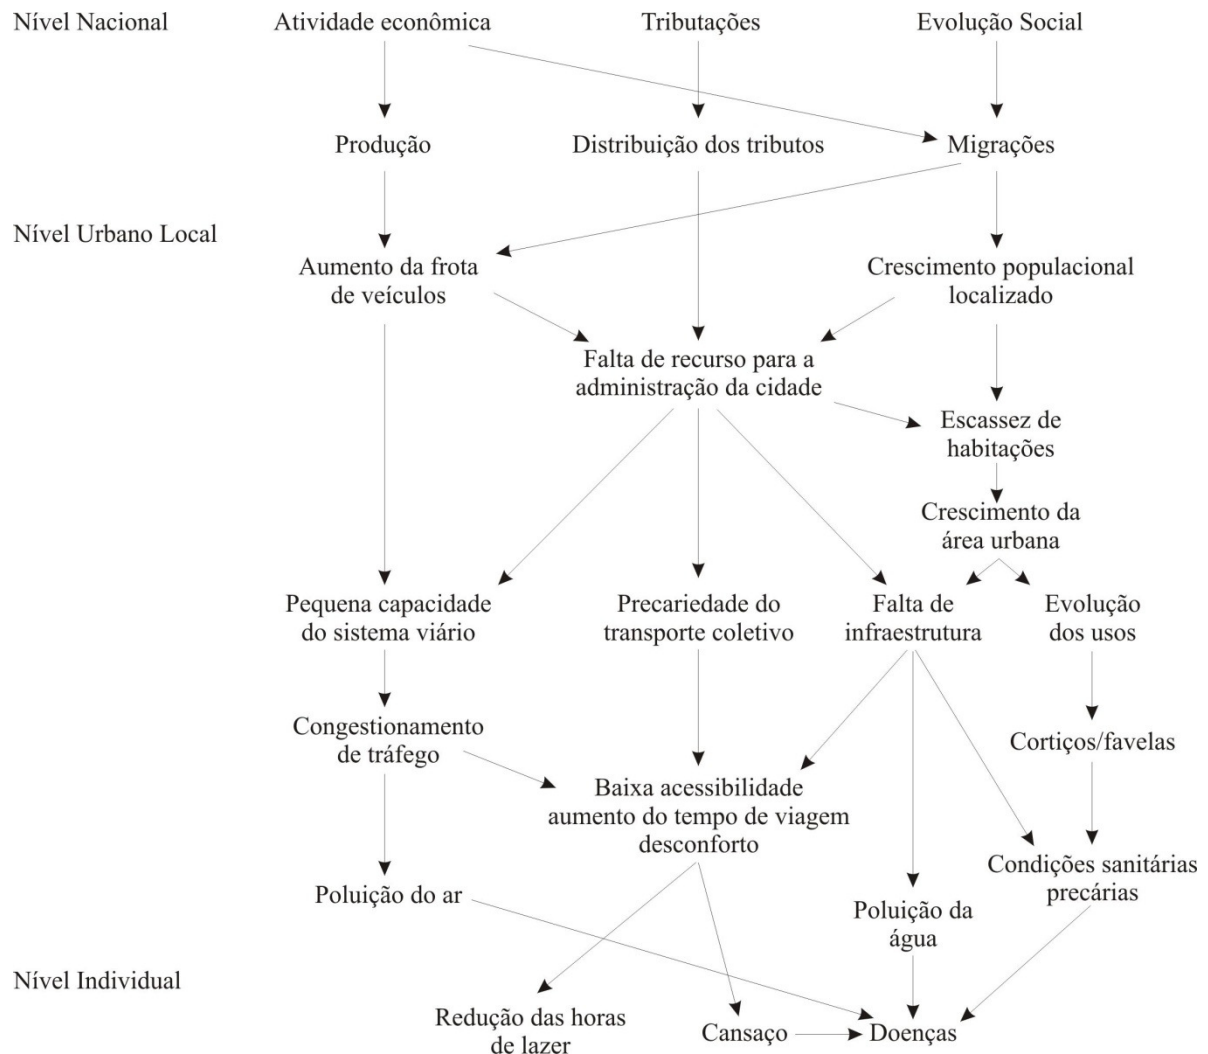 Nível Nacional
Atividade econômica
Tributações
Evolução Social
Produção
Distribuição dos tributos
Migrações
Nível Urbano Local
Aumento da frota
de veículos
Crescimento populacional
localizado
Falta de recurso para a
administração da cidade
Escassez de
habitações
Crescimento da
área urbana
Pequena capacidade
do sistema viário
Precariedade do
transporte coletivo
Falta de
infraestrutura
Evolução
dos usos
Congestionamento
de tráfego
Cortiços/favelas
Baixa acessibilidade
aumento do tempo de viagem
desconforto
Condições sanitárias
precárias
Poluição do ar
Poluição da
água
Nível Individual
Redução das horas
de lazer
Cansaço
Doenças